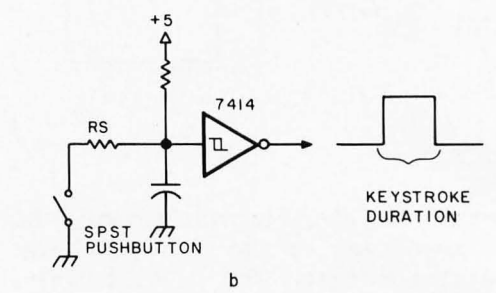 +5
7414
RS
SPST
PUSHBUTTON
KEYSTROKE
DURATION
b